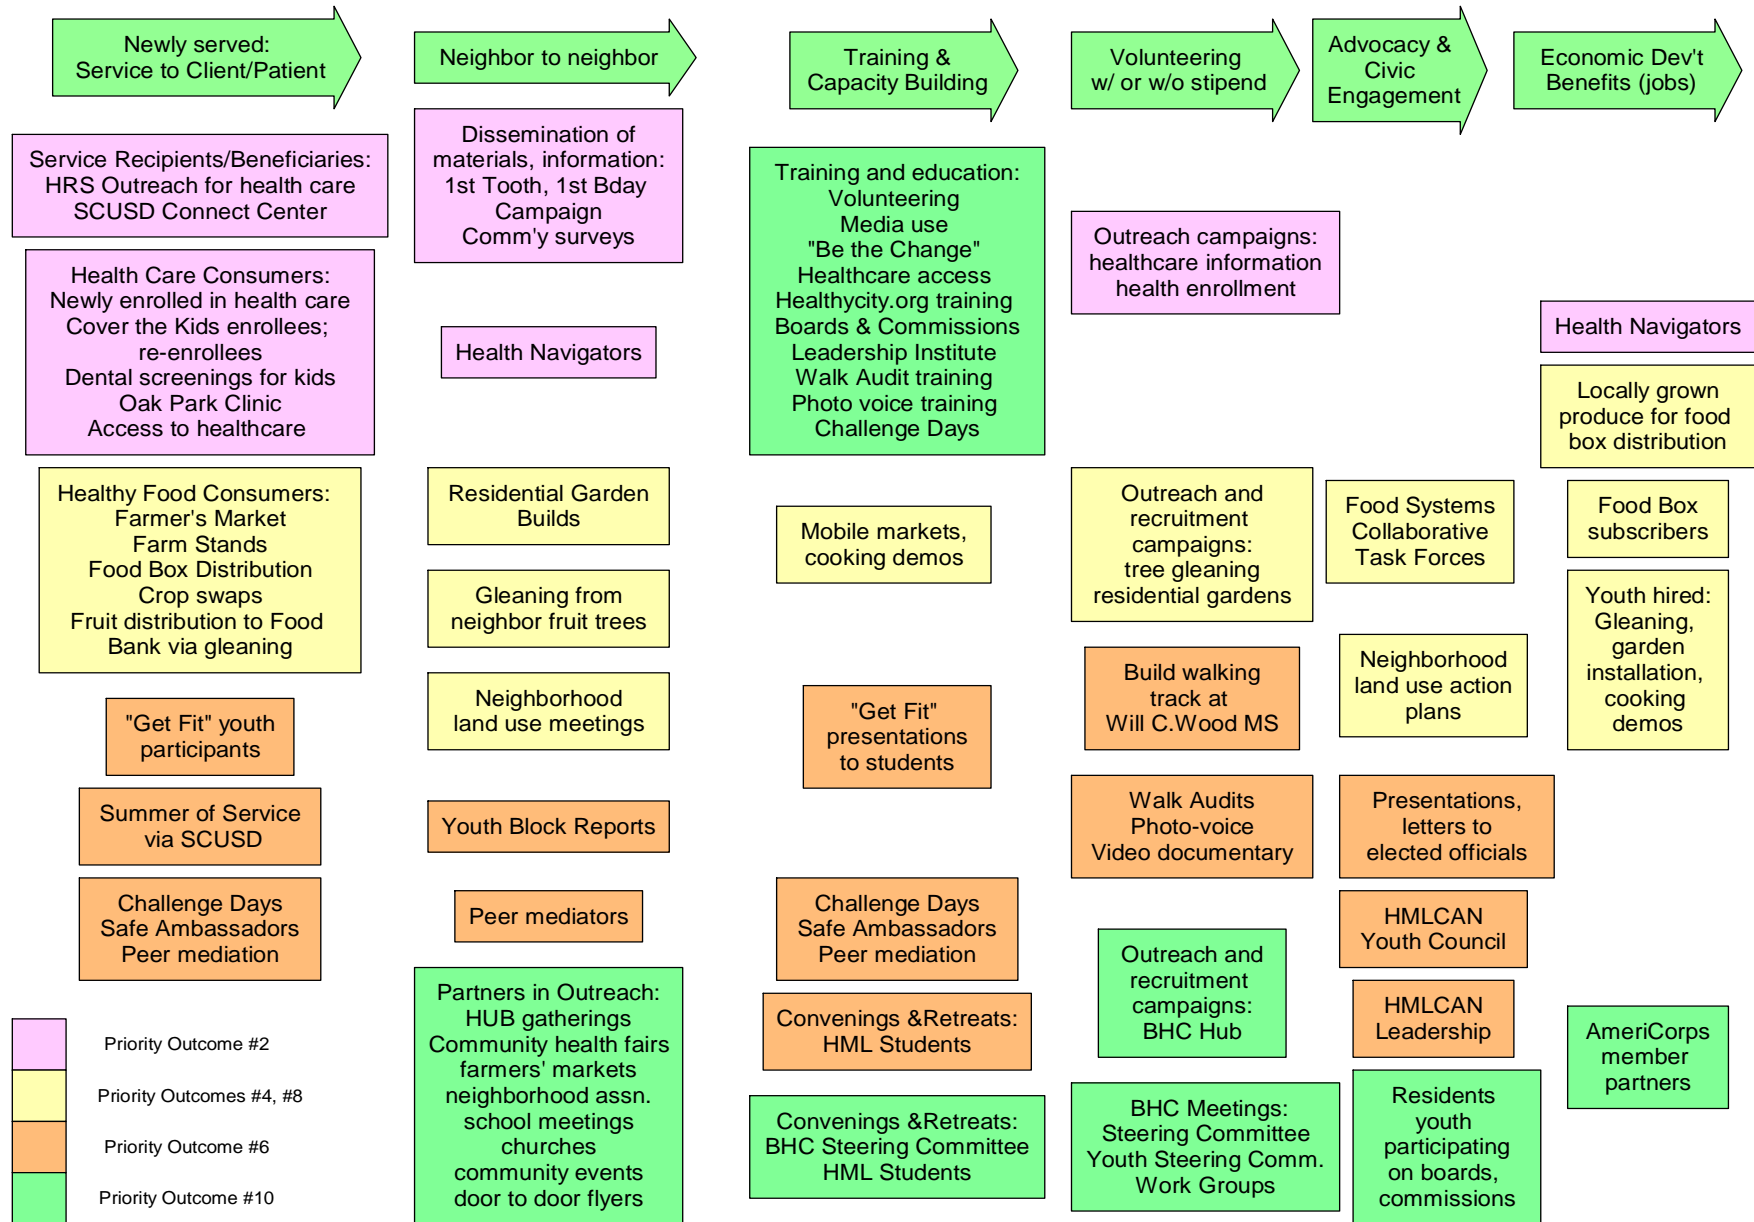 Newly served:
Service to Client/Patient
Neighbor to neighbor
Training &
Capacity Building
Volunteering
w/ or w/o stipend
Advocacy &
Civic
Engagement
Economic Dev't
Benefits (jobs)
Service Recipients/Beneficiaries:
HRS Outreach for health care
SCUSD Connect Center
Health Care Consumers:
Newly enrolled in health care
Cover the Kids enrollees;
re-enrollees
Dental screenings for kids
Oak Park Clinic
Access to healthcare
Healthy Food Consumers:
Farmer's Market
Farm Stands
Food Box Distribution
Crop swaps
Fruit distribution to Food
Bank via gleaning
"Get Fit" youth
participants
Summer of Service
via SCUSD
Challenge Days
Safe Ambassadors
Peer mediation
Priority Outcome #2
Priority Outcomes #4, #8
Priority Outcome #6
Priority Outcome #10
Dissemination of
materials, information:
1st Tooth, 1st Bday
Campaign
Comm'y surveys
Health Navigators
Residential Garden
Builds
Gleaning from
neighbor fruit trees
Neighborhood
land use meetings
Youth Block Reports
Peer mediators
Partners in Outreach:
HUB gatherings
Community health fairs
farmers' markets
neighborhood assn.
school meetings
churches
community events
door to door flyers
Training and education:
Volunteering
Media use
"Be the Change"
Healthcare access
Healthycity.org training
Boards & Commissions
Leadership Institute
Walk Audit training
Photo voice training
Challenge Days
Mobile markets,
cooking demos
"Get Fit"
presentations
to students
Challenge Days
Safe Ambassadors
Peer mediation
Convenings &Retreats:
HML Students
Convenings &Retreats:
BHC Steering Committee
HML Students
Outreach campaigns:
healthcare information
health enrollment
Outreach and
recruitment
campaigns:
tree gleaning
residential gardens
Build walking
track at
Will C.Wood MS
Walk Audits
Photo-voice
Video documentary
Outreach and
recruitment
campaigns:
BHC Hub
BHC Meetings:
Steering Committee
Youth Steering Comm.
Work Groups
Food Systems
Collaborative
Task Forces
Neighborhood
land use action
plans
Presentations,
letters to
elected officials
HMLCAN
Youth Council
HMLCAN
Leadership
Residents
youth
participating
on boards,
commissions
Health Navigators
Locally grown
produce for food
box distribution
Food Box
subscribers
Youth hired:
Gleaning,
garden
installation,
cooking
demos
AmeriCorps
member
partners